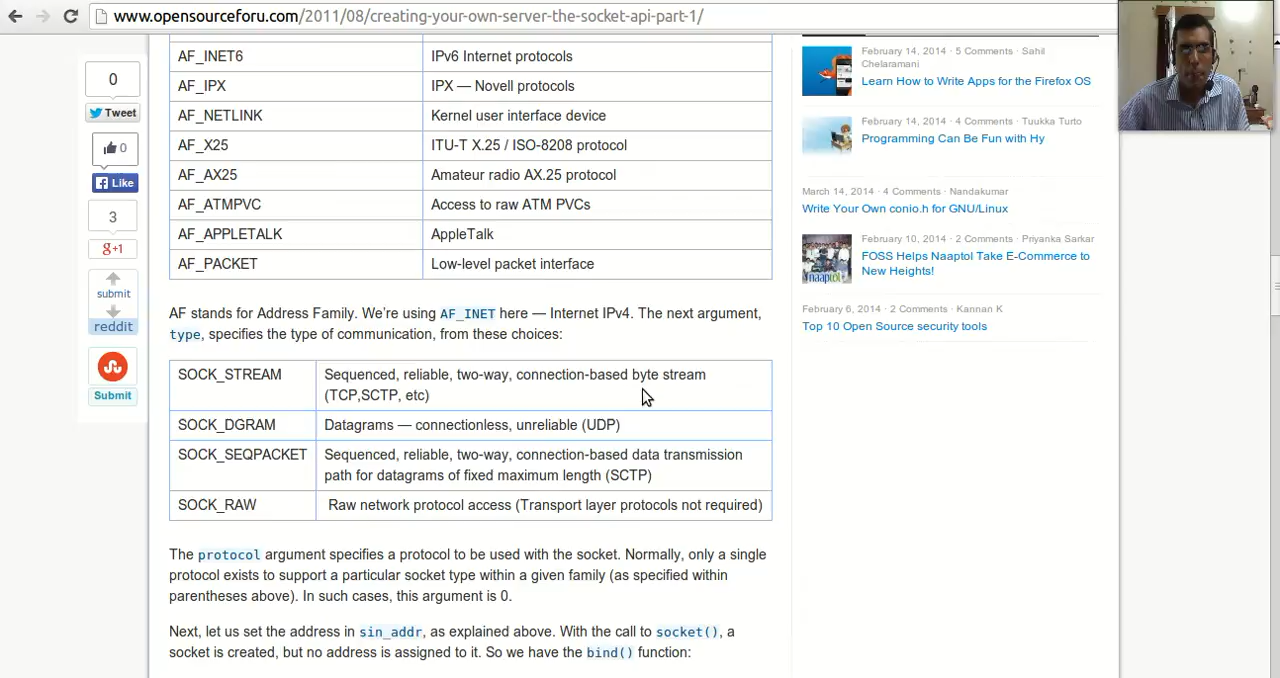 www.opensourceforu.com/2011/08/creating-your-own-server-the-socket-api-part-1/
0
Tweet
0
Like
3
g+1
submit
reddit
Submit
AF_INET6 IPv6 Internet protocols
AF_IPX IPX — Novell protocols
AF_NETLINK Kernel user interface device
AF_X25 ITU-T X.25 / ISO-8208 protocol
AF_AX25 Amateur radio AX.25 protocol
AF_ATMPVC Access to raw ATM PVCs
AF_APPLETALK AppleTalk
AF_PACKET Low-level packet interface
AF stands for Address Family. We're using AF_INET here — Internet IPv4. The next argument,
type, specifies the type of communication, from these choices:
SOCK_STREAM Sequenced, reliable, two-way, connection-based byte stream
(TCP,SCTP, etc)
SOCK_DGRAM Datagrams — connectionless, unreliable (UDP)
SOCK_SEQPACKET Sequenced, reliable, two-way, connection-based data transmission
path for datagrams of fixed maximum length (SCTP)
SOCK_RAW Raw network protocol access (Transport layer protocols not required)
The protocol argument specifies a protocol to be used with the socket. Normally, only a single
protocol exists to support a particular socket type within a given family (as specified within
parentheses above). In such cases, this argument is 0.
Next, let us set the address in sin_addr, as explained above. With the call to socket(), a
socket is created, but no address is assigned to it. So we have the bind() function:
February 14, 2014 · 5 Comments · Sahil
Chelaramani
Learn How to Write Apps for the Firefox OS
February 14, 2014 · 4 Comments · Tuukka Turto
Programming Can Be Fun with Hy
March 14, 2014 · 4 Comments · Nandakumar
Write Your Own conio.h for GNU/Linux
February 10, 2014 · 2 Comments · Priyanka Sarkar
FOSS Helps Naaptol Take E-Commerce to
New Heights!
naaptol
February 6, 2014 · 2 Comments · Kannan K
Top 10 Open Source security tools